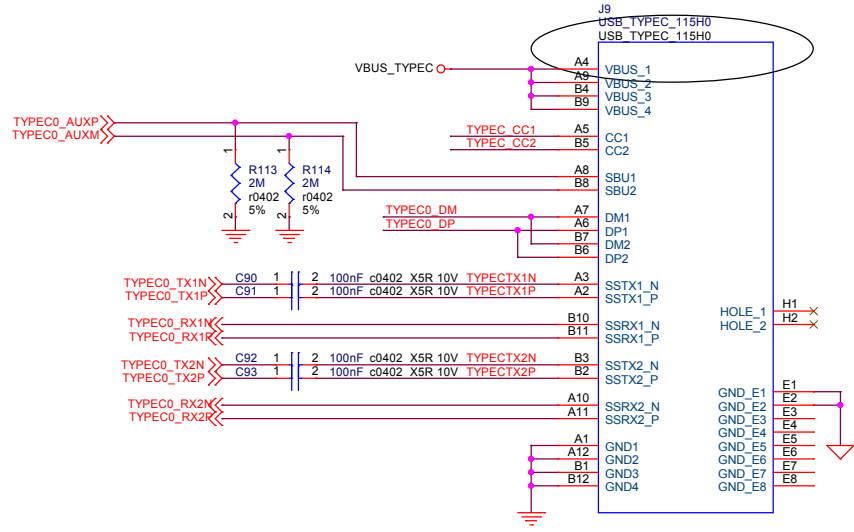 J9
USB_TYPEC_115H0
USB_TYPEC_115H0
VBUS_TYPEC A4 VBUS_1
A9 VBUS_2
B4 VBUS_3
B9 VBUS_4
TYPEC0_AUXP
TYPEC0_AUXM
TYPEC_CC1 A5 CC1
TYPEC_CC2 B5 CC2
1 R113 1 R114
2M 2M
r0402 r0402
2 5% 2 5%
A8 SBU1
B8 SBU2
TYPEC0_DM A7 DM1
TYPEC0_DP A6 DP1
B7 DM2
B6 DP2
TYPEC0_TX1N C90 1 2 100nF c0402 X5R 10V TYPECTX1N A3 SSTX1_N
TYPEC0_TX1P C91 1 2 100nF c0402 X5R 10V TYPECTX1P A2 SSTX1_P
HOLE_1 H1
HOLE_2 H2
TYPEC0_RX1N B10 SSRX1_N
TYPEC0_RX1P B11 SSRX1_P
TYPEC0_TX2N C92 1 2 100nF c0402 X5R 10V TYPECTX2N B3 SSTX2_N
TYPEC0_TX2P C93 1 2 100nF c0402 X5R 10V TYPECTX2P B2 SSTX2_P
TYPEC0_RX2N A10 SSRX2_N
TYPEC0_RX2P A11 SSRX2_P
GND_E1 E1
GND_E2 E2
GND_E3 E3
GND_E4 E4
GND_E5 E5
GND_E6 E6
GND_E7 E7
GND_E8 E8
A1 GND1
A12 GND2
B1 GND3
B12 GND4